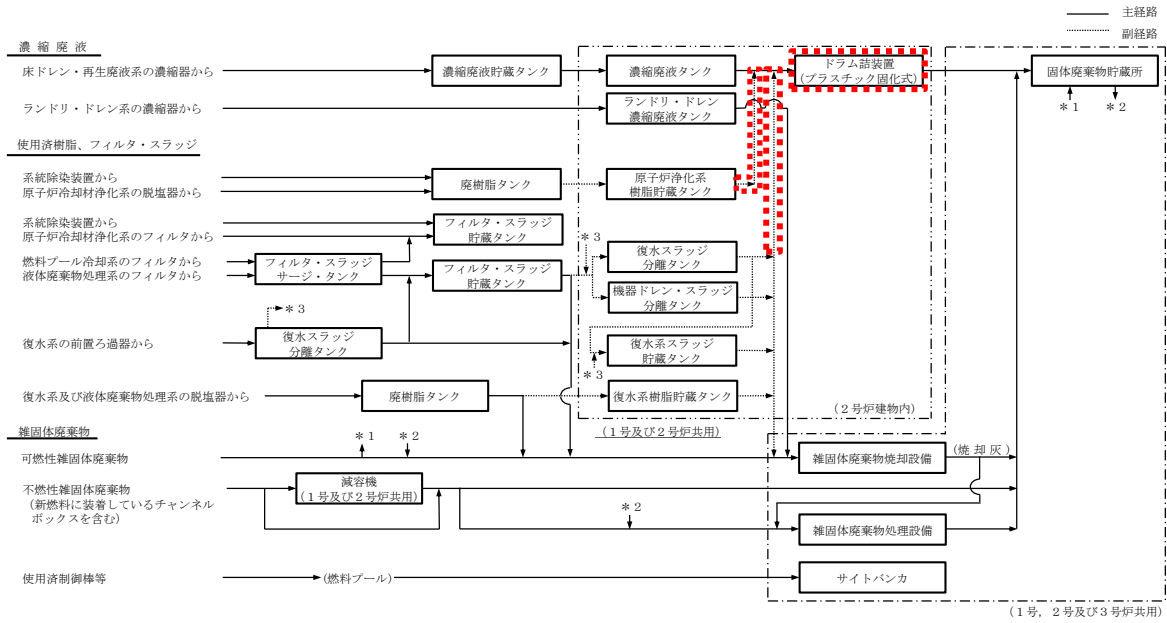 主経路
副経路
濃縮廃液
床ドレン・再生廃液系の濃縮器から
濃縮廃液貯蔵タンク
濃縮廃液タンク
ドラム詰装置
(プラスチック固化式)
固体廃棄物貯蔵所
＊1
＊2
ランドリ・ドレン系の濃縮器から
ランドリ・ドレン
濃縮廃液タンク
使用済樹脂、フィルタ・スラッジ
系統除染装置から
原子炉冷却材浄化系の脱塩器から
廃樹脂タンク
原子炉浄化系
樹脂貯蔵タンク
系統除染装置から
原子炉冷却材浄化系のフィルタから
フィルタ・スラッジ
貯蔵タンク
燃料プール冷却系のフィルタから
液体廃棄物処理系のフィルタから
フィルタ・スラッジ
サージ・タンク
フィルタ・スラッジ
貯蔵タンク
＊3
復水スラッジ
分離タンク
機器ドレン・スラッジ
分離タンク
＊3
復水系の前置ろ過器から
復水スラッジ
分離タンク
復水系スラッジ
貯蔵タンク
＊3
復水系及び液体廃棄物処理系の脱塩器から
廃樹脂タンク
復水系樹脂貯蔵タンク
(2号炉建物内)
(1号及び2号炉共用)
雑固体廃棄物
＊1
＊2
可燃性雑固体廃棄物
雑固体廃棄物焼却設備
(焼却灰)
不燃性雑固体廃棄物
(新燃料に装着しているチャンネル
ボックスを含む)
減容機
(1号及び2号炉共用)
＊2
雑固体廃棄物処理設備
使用済制御棒等
(燃料プール)
サイトバンカ
(1号，2号及び3号炉共用)